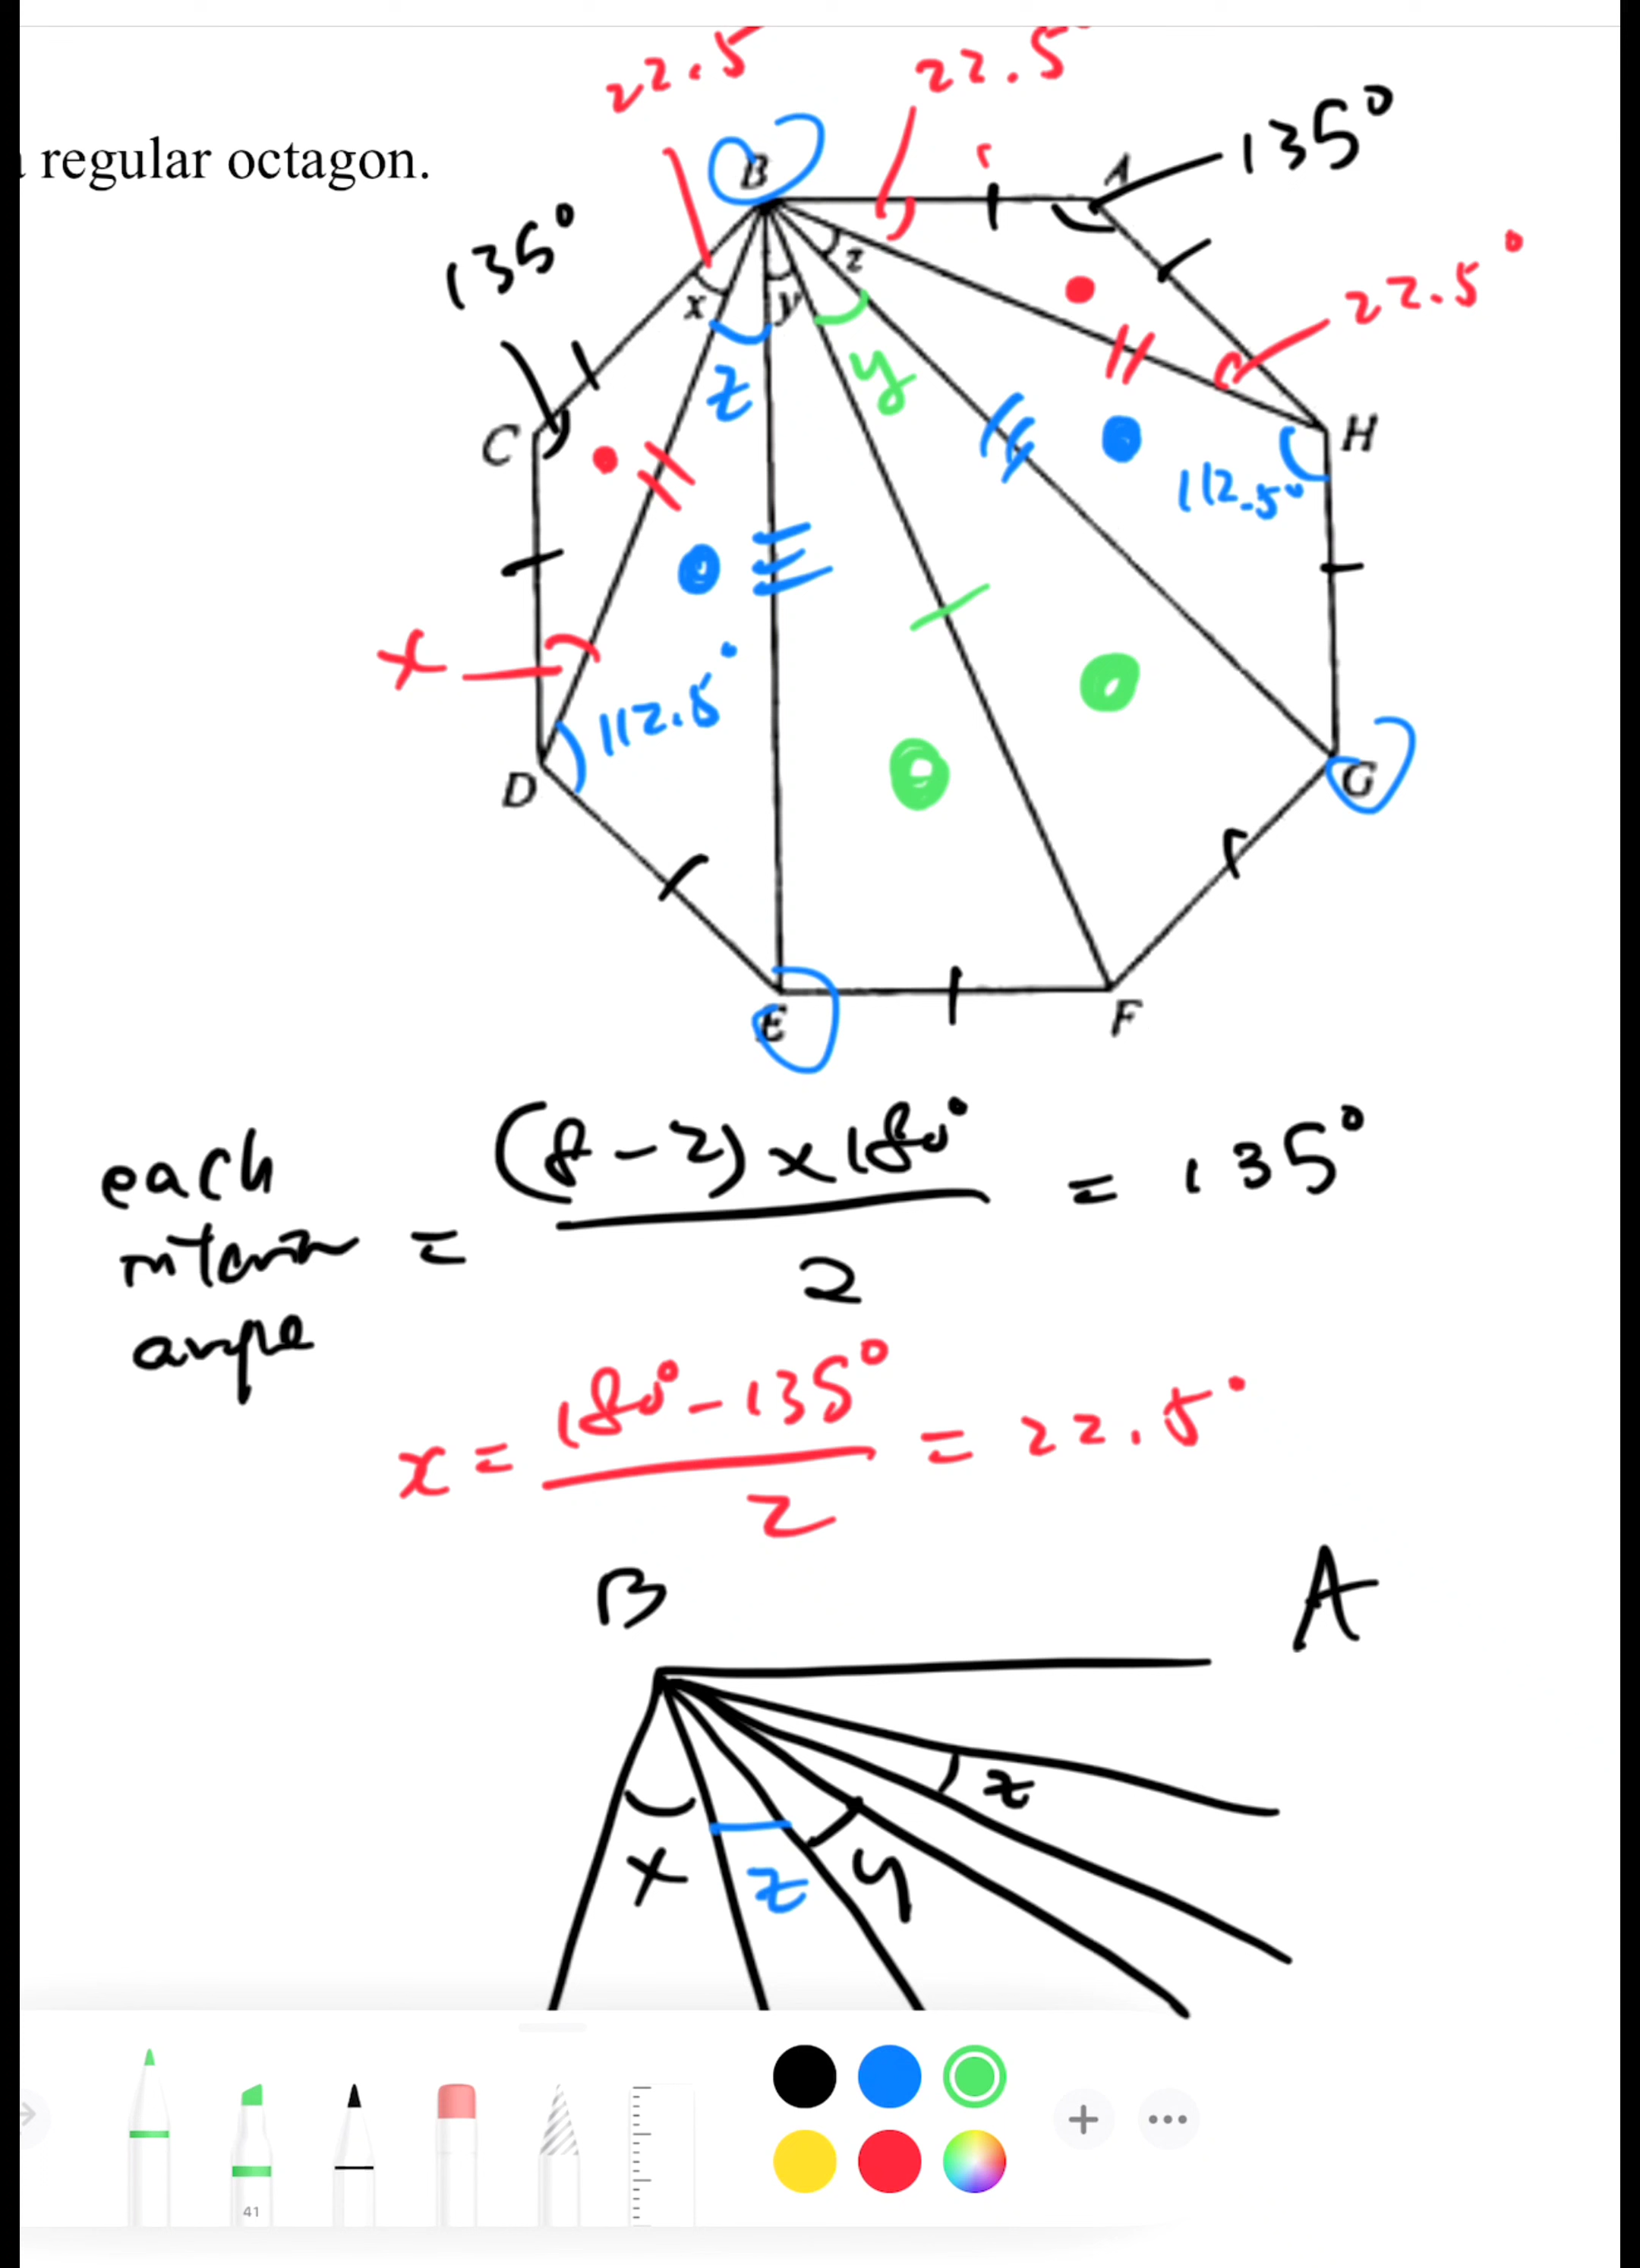 22.5
22.5°
a regular octagon.
B
A
135°
135°
x
y
z
22.5°
z
y
C
H
112.5°
x
112.5°
D
G
E
F
each interior angle = (8-2)×180° / 2 = 135°
x = 180°-135° / 2 = 22.5°
B
A
z
x
z
y
41